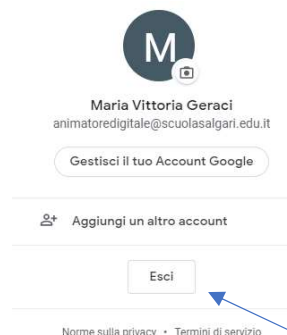 M
Maria Vittoria Geraci
animatoredigitale@scuolasalgari.edu.it
Gestisci il tuo Account Google
Aggiungi un altro account
Esci
Norme sulla privacy • Termini di servizio